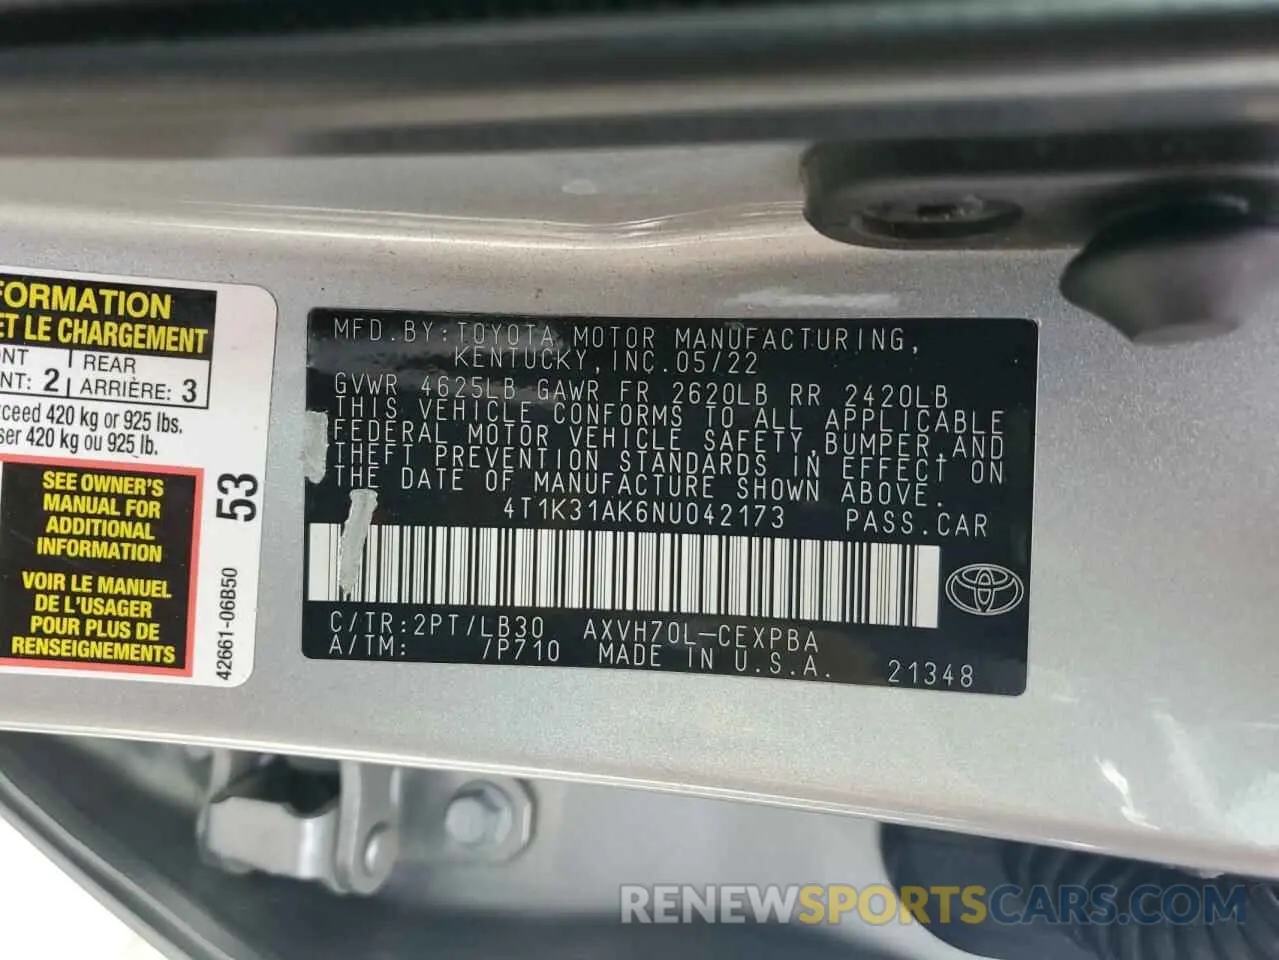 FORMATION
ET LE CHARGEMENT
REAR
NT: 2 ARRIÈRE: 3
420 kg or 925 lbs.
420 kg ou 925 lb.
SEE OWNER'S
MANUAL FOR
ADDITIONAL
INFORMATION
VOIR LE MANUEL
DE L'USAGER
POUR PLUS DE
RENSEIGNEMENTS
53
42661-06B50
MFD. BY: TOYOTA MOTOR MANUFACTURING,
KENTUCKY, INC. 05/22
GVWR 4625LB GAWR FR 2620LB RR 2420LB
THIS VEHICLE CONFORMS TO ALL APPLICABLE
FEDERAL MOTOR VEHICLE SAFETY, BUMPER, AND
THEFT PREVENTION STANDARDS IN EFFECT ON
THE DATE OF MANUFACTURE SHOWN ABOVE.
4T1K31AK6NU042173 PASS. CAR
C/TR: 2PT/LB30 AXVH70L-CEXPBA
A/TM: /P710 MADE IN U.S.A. 21348
RENEWSPORTSCARS.COM